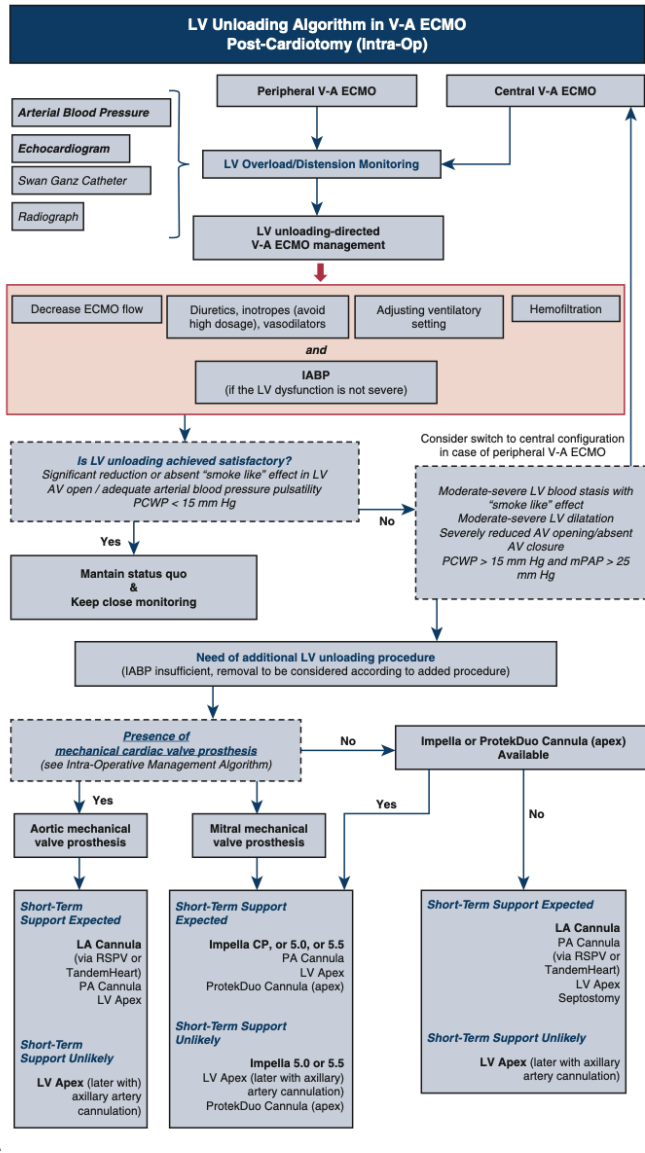 LV Unloading Algorithm in V-A ECMO
Post-Cardiotomy (Intra-Op)
Peripheral V-A ECMO
Central V-A ECMO
Arterial Blood Pressure
Echocardiogram
Swan Ganz Catheter
Radiograph
LV Overload/Distension Monitoring
LV unloading-directed
V-A ECMO management
Decrease ECMO flow
Diuretics, inotropes (avoid
high dosage), vasodilators
Adjusting ventilatory
setting
Hemofiltration
and
IABP
(if the LV dysfunction is not severe)
Is LV unloading achieved satisfactory?
Significant reduction or absent “smoke like” effect in LV
AV open / adequate arterial blood pressure pulsatility
PCWP < 15 mm Hg
No
Consider switch to central configuration
in case of peripheral V-A ECMO
Moderate-severe LV blood stasis with
“smoke like” effect
Moderate-severe LV dilatation
Severely reduced AV opening/absent
AV closure
PCWP > 15 mm Hg and mPAP > 25
mm Hg
Yes
Mantain status quo
&
Keep close monitoring
Need of additional LV unloading procedure
(IABP insufficient, removal to be considered according to added procedure)
Presence of
mechanical cardiac valve prosthesis
(see Intra-Operative Management Algorithm)
No
Impella or ProtekDuo Cannula (apex)
Available
Yes
Yes
No
Aortic mechanical
valve prosthesis
Mitral mechanical
valve prosthesis
Short-Term
Support Expected
LA Cannula
(via RSPV or
TandemHeart)
PA Cannula
LV Apex
Short-Term
Support Unlikely
LV Apex (later with)
axillary artery
cannulation)
Short-Term Support
Expected
Impella CP, or 5.0, or 5.5
PA Cannula
LV Apex
ProtekDuo Cannula (apex)
Short-Term Support
Unlikely
Impella 5.0 or 5.5
LV Apex (later with axillary)
artery cannulation)
ProtekDuo Cannula (apex)
Short-Term Support Expected
LA Cannula
PA Cannula
(via RSPV or
TandemHeart)
LV Apex
Septostomy
Short-Term Support Unlikely
LV Apex (later with axillary
artery cannulation)